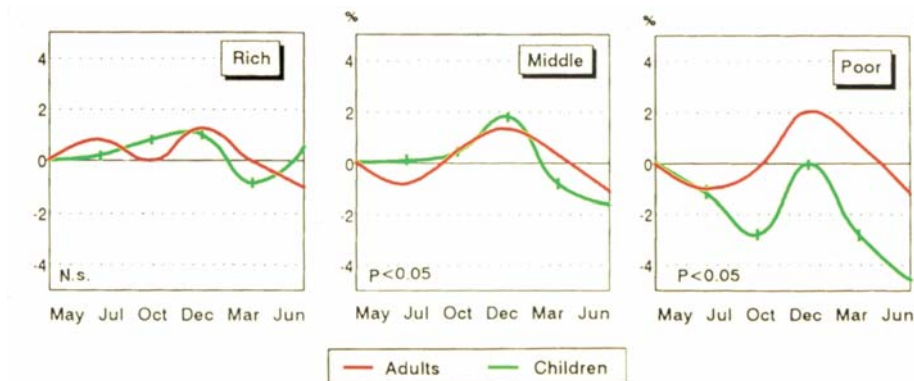 % %
Rich Middle Poor
4 4 4
2 2 2
0 0 0
-2 -2 -2
-4 -4 -4
N.s. P<0.05 P<0.05
May Jul Oct Dec Mar Jun May Jul Oct Dec Mar Jun May Jul Oct Dec Mar Jun
Adults Children